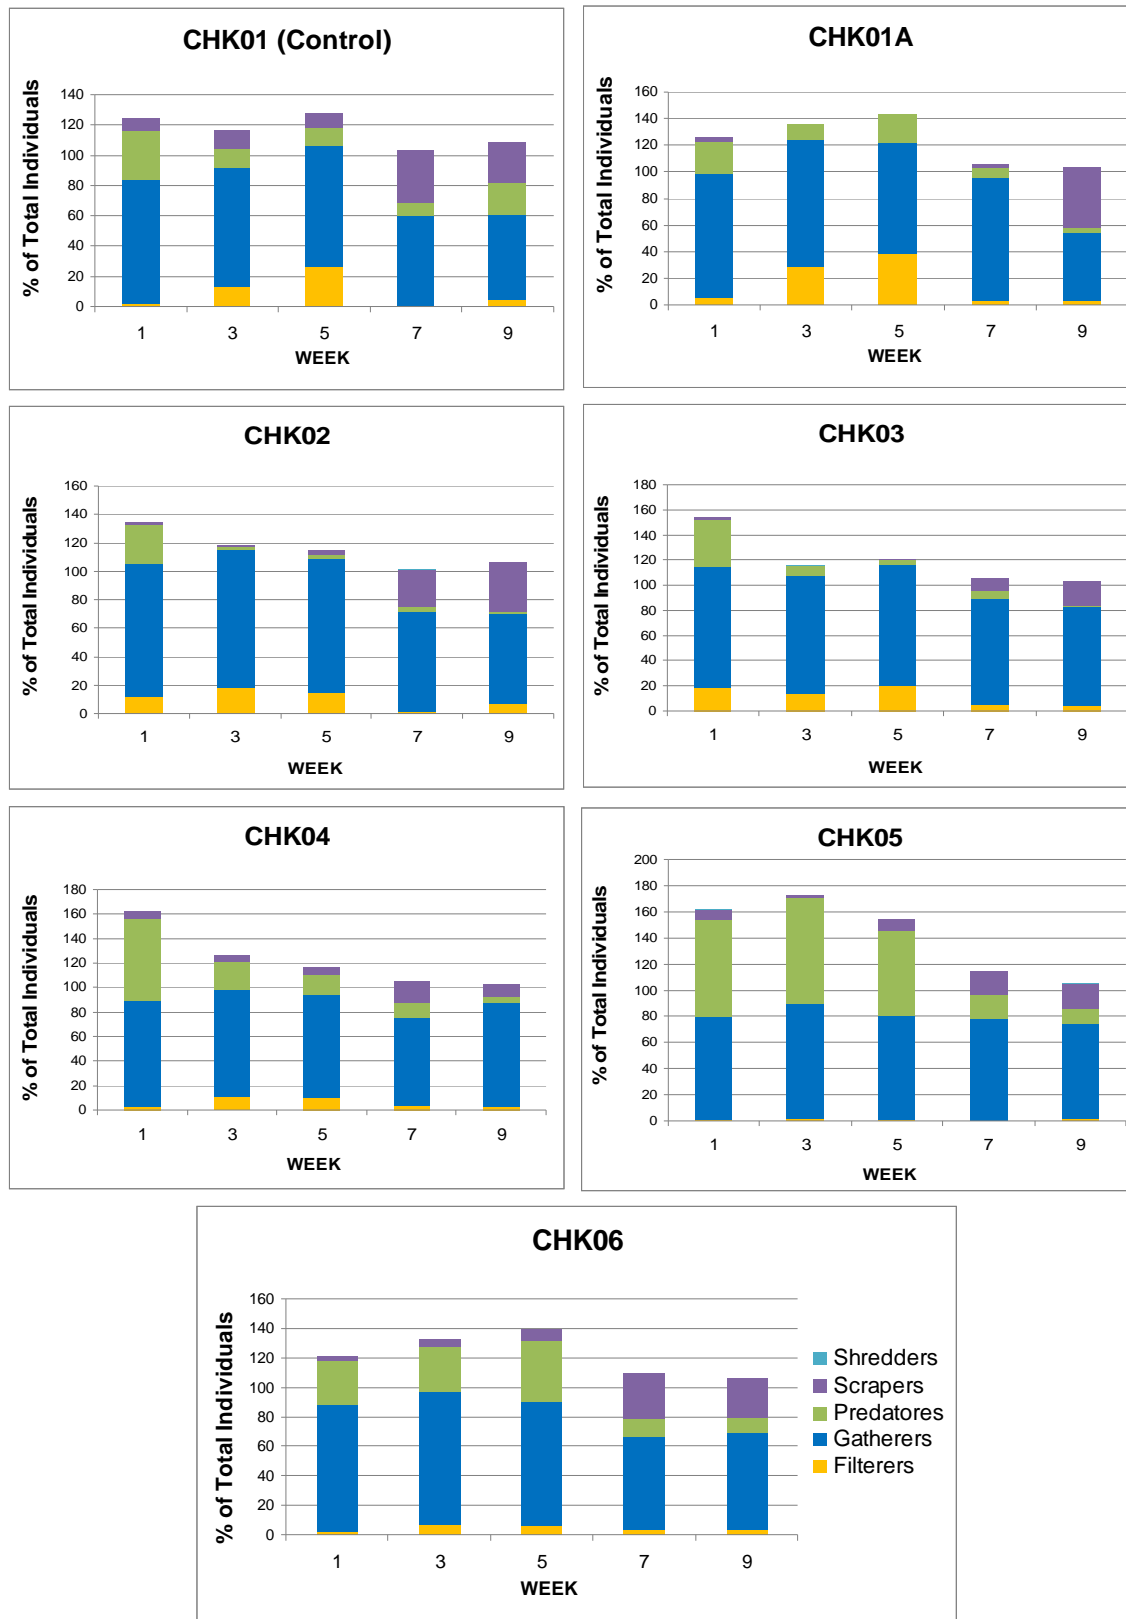 CHK01 (Control)
% of Total Individuals
140
120
100
80
60
40
20
0
1 3 5 7 9
WEEK
CHK01A
% of Total Individuals
160
140
120
100
80
60
40
20
0
1 3 5 7 9
WEEK
CHK02
% of Total Individuals
160
140
120
100
80
60
40
20
0
1 3 5 7 9
WEEK
CHK03
% of Total Individuals
180
160
140
120
100
80
60
40
20
0
1 3 5 7 9
WEEK
CHK04
% of Total Individuals
180
160
140
120
100
80
60
40
20
0
1 3 5 7 9
WEEK
CHK05
% of Total Individuals
200
180
160
140
120
100
80
60
40
20
0
1 3 5 7 9
WEEK
CHK06
% of Total Individuals
160
140
120
100
80
60
40
20
0
1 3 5 7 9
WEEK
Shredders
Scrapers
Predatores
Gatherers
Filterers